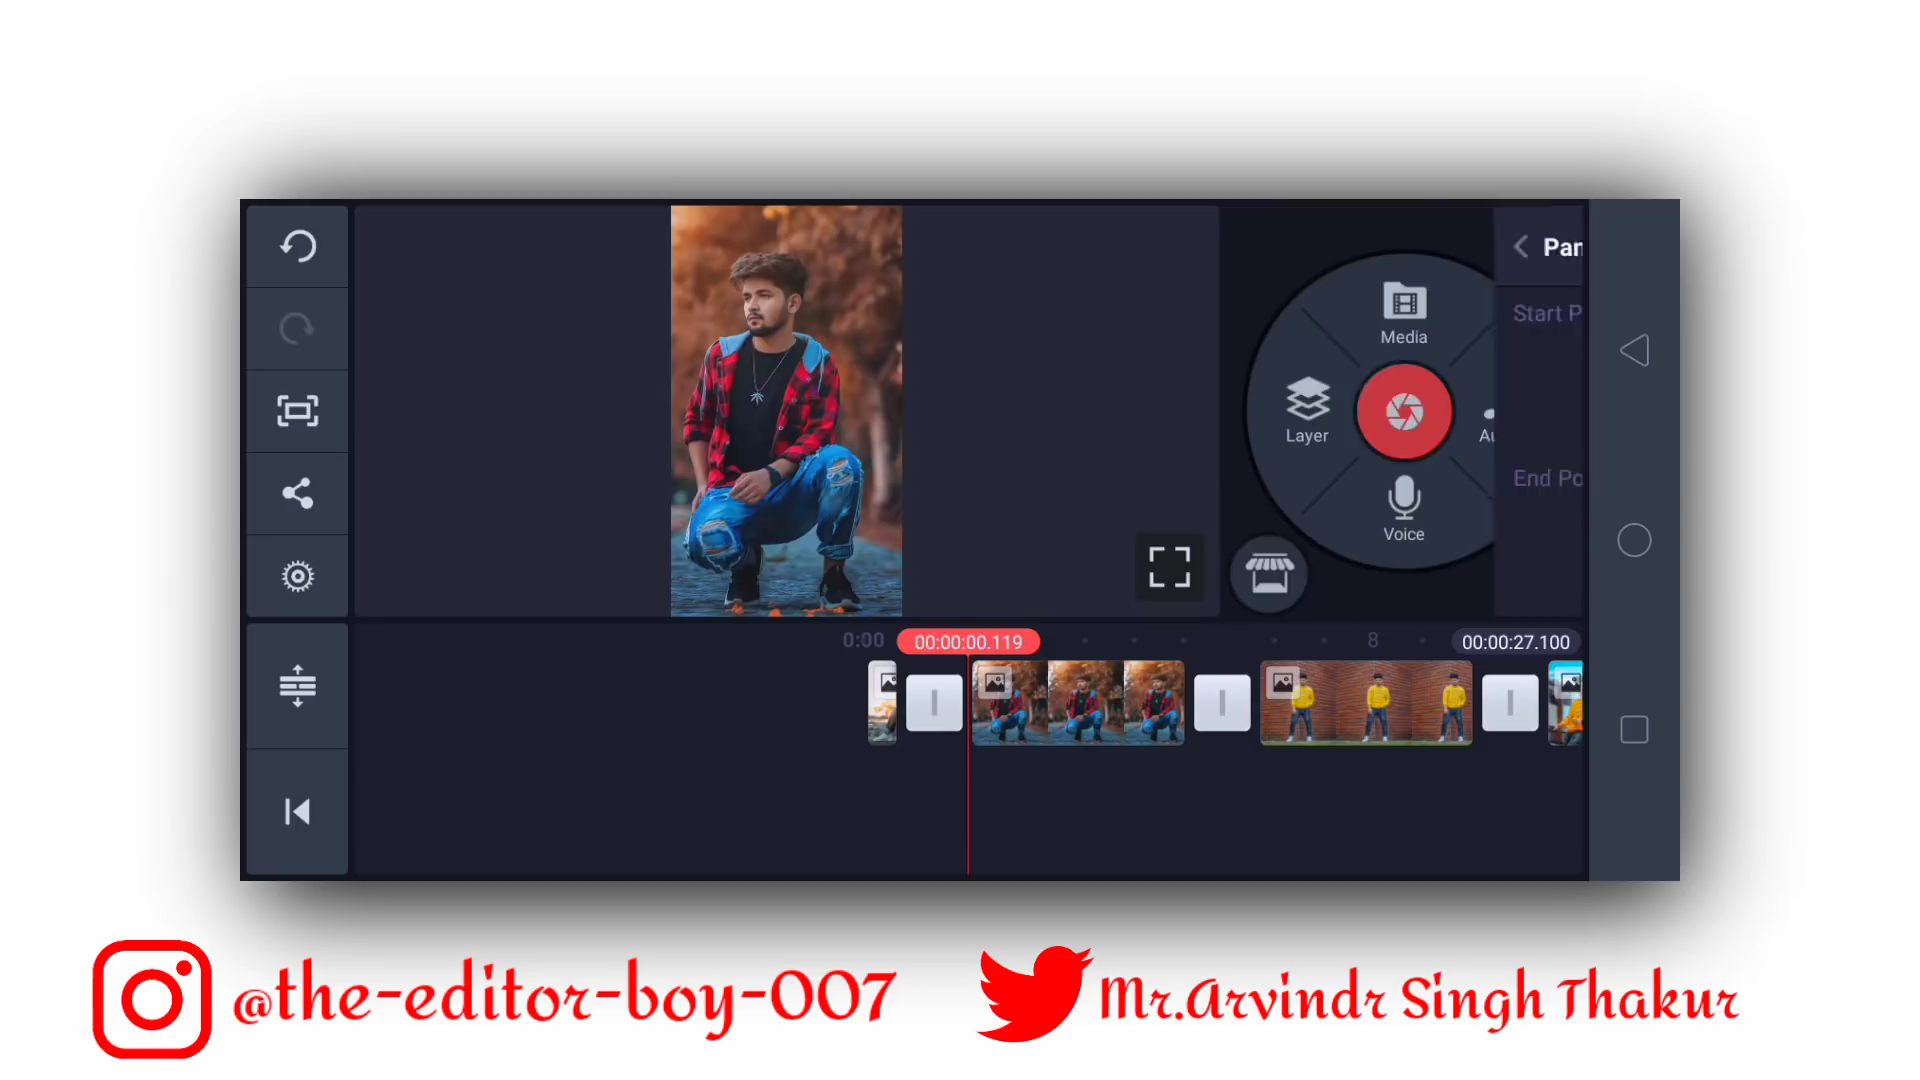 Pan
Start P
Media
Layer
Au
End Po
Voice
0:00
00:00:00.119
8
00:00:27.100
@the-editor-boy-007
Mr.Arvindr Singh Thakur